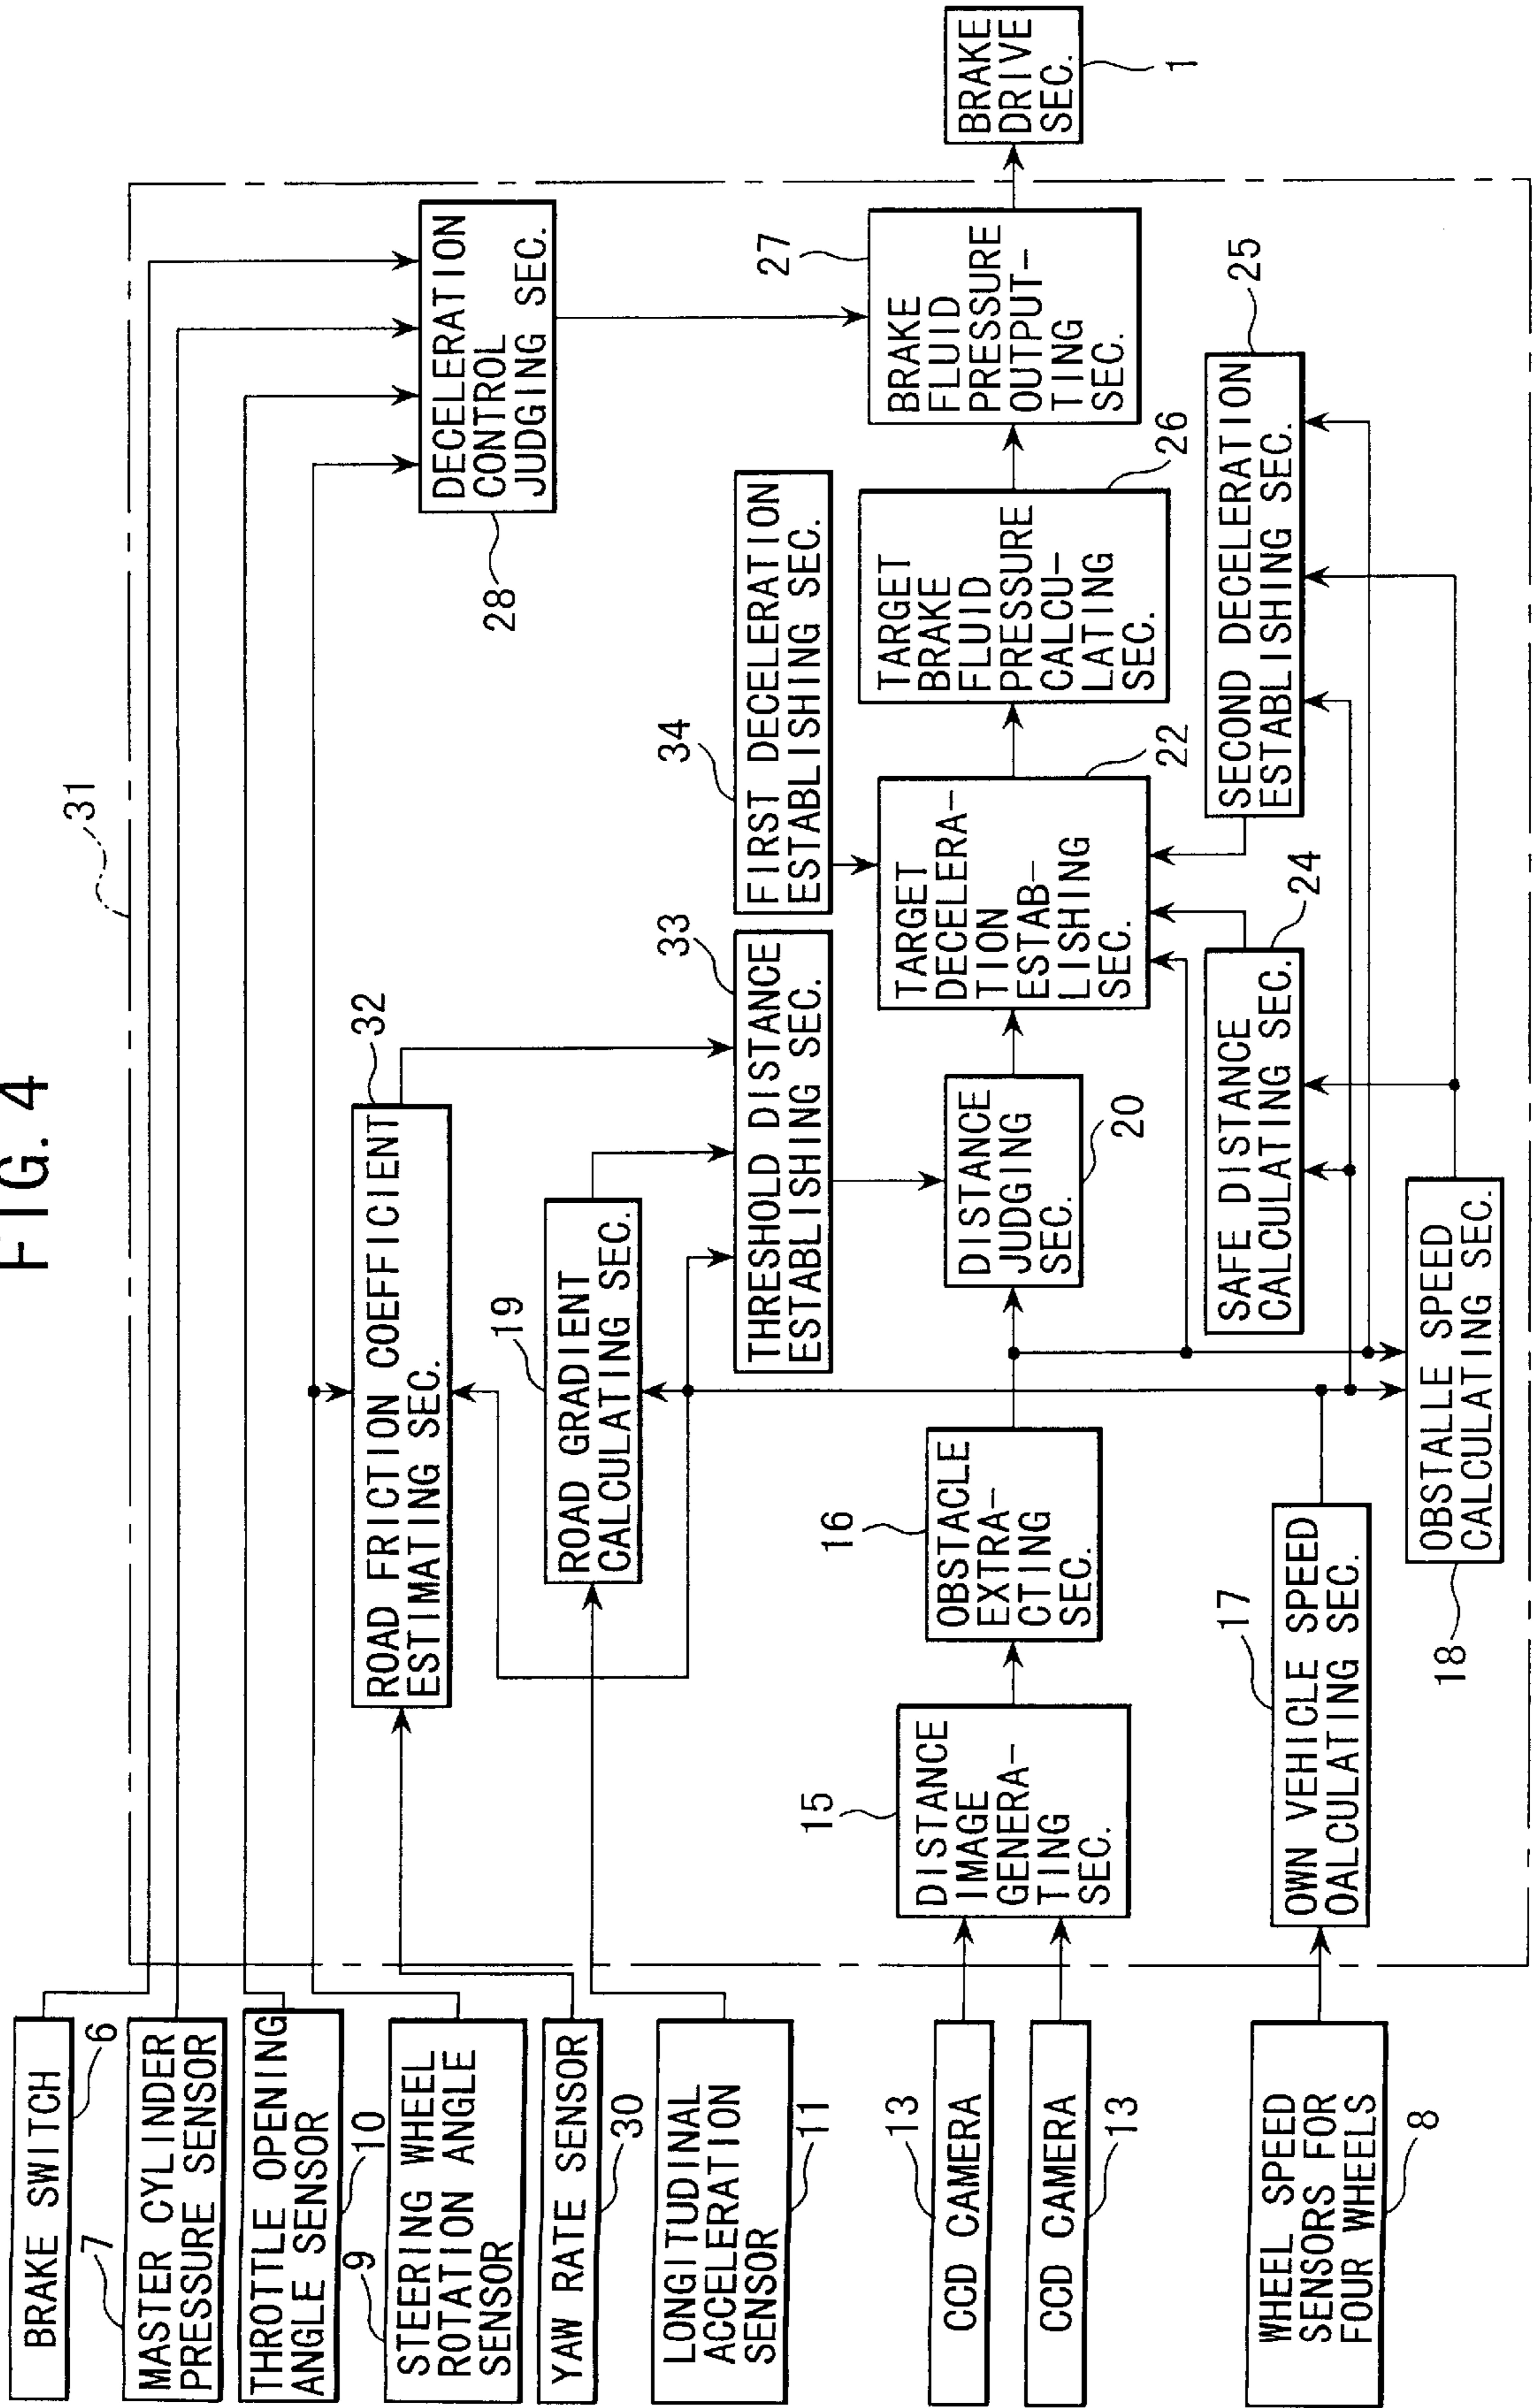 FIG. 4
BRAKE SWITCH
6
7
MASTER CYLINDER
PRESSURE SENSOR
THROTTLE OPENING
ANGLE SENSOR
10
9
STEERING WHEEL
ROTATION ANGLE
SENSOR
YAW RATE SENSOR
30
LONGITUDINAL
ACCELERATION
SENSOR
11
13
CCD CAMERA
CCD CAMERA
13
WHEEL SPEED
SENSORS FOR
FOUR WHEELS
8
31
32
ROAD FRICTION COEFFICIENT
ESTIMATING SEC.
19
ROAD GRADIENT
CALCULATING SEC.
33
THRESHOLD DISTANCE
ESTABLISHING SEC.
34
FIRST DECELERATION
ESTABLISHING SEC.
DECELERATION
CONTROL
JUDGING SEC.
28
15
DISTANCE
IMAGE
GENERA-
TING
SEC.
16
OBSTACLE
EXTRA-
CTING
SEC.
DISTANCE
JUDGING
SEC.
20
TARGET
DECELERA-
TION
ESTAB-
LISHING
SEC.
22
TARGET
BRAKE
FLUID
PRESSURE
CALCU-
LATING
SEC.
26
27
BRAKE
FLUID
PRESSURE
OUTPUT-
TING
SEC.
BRAKE
DRIVE
SEC.
1
17
OWN VEHICLE SPEED
OALCULATING SEC.
18
OBSTALLE SPEED
CALCULATING SEC.
SAFE DISTANCE
CALCULATING SEC.
24
SECOND DECELERATION
ESTABLISHING SEC.
25